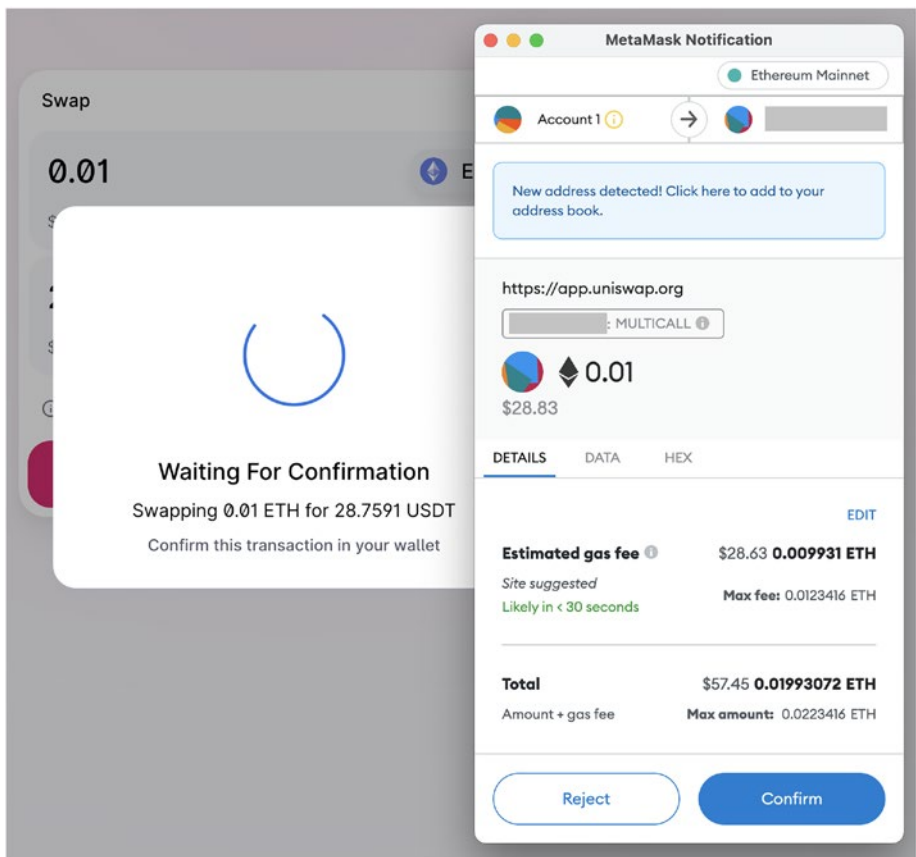 Swap
0.01
E
$
$
Waiting For Confirmation
Swapping 0.01 ETH for 28.7591 USDT
Confirm this transaction in your wallet
MetaMask Notification
Ethereum Mainnet
Account 1
New address detected! Click here to add to your
address book.
https://app.uniswap.org
: MULTICALL
0.01
$28.83
DETAILS DATA HEX
EDIT
Estimated gas fee $28.63 0.009931 ETH
Site suggested
Likely in < 30 seconds
Max fee: 0.0123416 ETH
Total $57.45 0.01993072 ETH
Amount + gas fee Max amount: 0.0223416 ETH
Reject Confirm